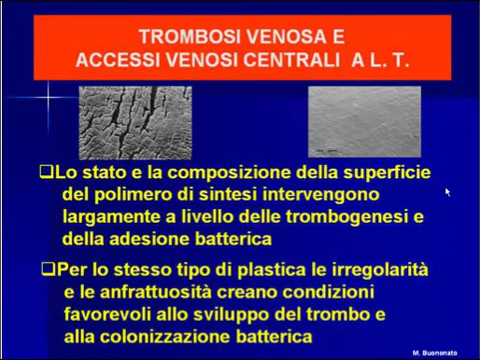 TROMBOSI VENOSA E
ACCESSI VENOSI CENTRALI A L. T.
❑Lo stato e la composizione della superficie
del polimero di sintesi intervengono
largamente a livello delle trombogenesi e
della adesione batterica
❑Per lo stesso tipo di plastica le irregolarità
e le anfrattuosità creano condizioni
favorevoli allo sviluppo del trombo e
alla colonizzazione batterica
M. Buononato